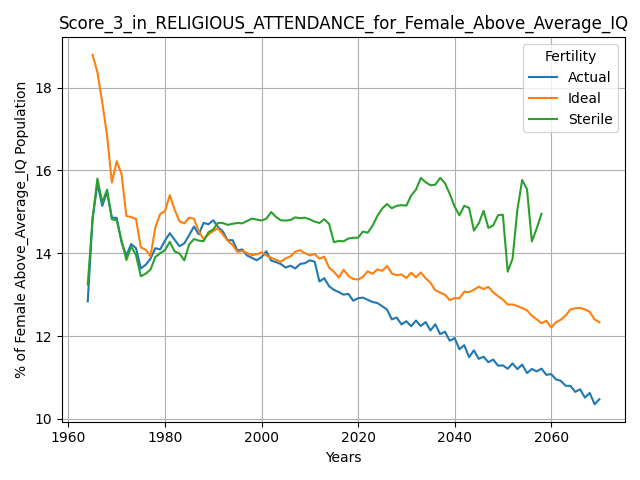 Score_3_in_RELIGIOUS_ATTENDANCE_for_Female_Above_Average_IQ
% of Female Above_Average_IQ Population
18
16
14
12
10
Fertility
Actual
Ideal
Sterile
1960 1980 2000 2020 2040 2060
Years